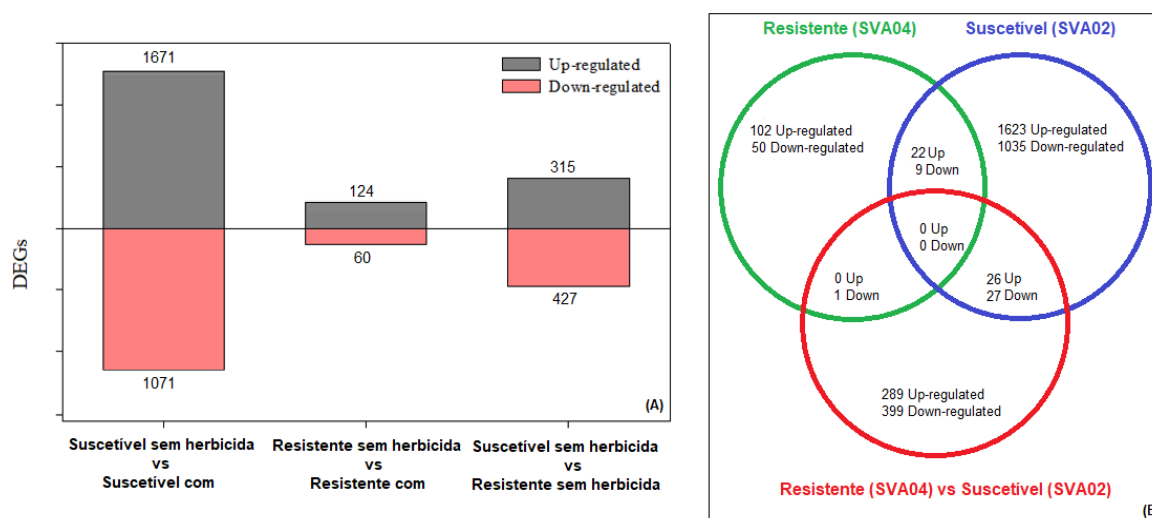 1671
Up-regulated
Down-regulated
315
124
60
427
1071
DEGs
(A)
Suscetível sem herbicida
vs
Suscetível com
Resistente sem herbicida
vs
Resistente com
Suscetível sem herbicida
vs
Resistente sem herbicida
Resistente (SVA04)
Suscetível (SVA02)
102 Up-regulated
50 Down-regulated
22 Up
9 Down
1623 Up-regulated
1035 Down-regulated
0 Up
0 Down
0 Up
1 Down
26 Up
27 Down
289 Up-regulated
399 Down-regulated
Resistente (SVA04) vs Suscetível (SVA02)